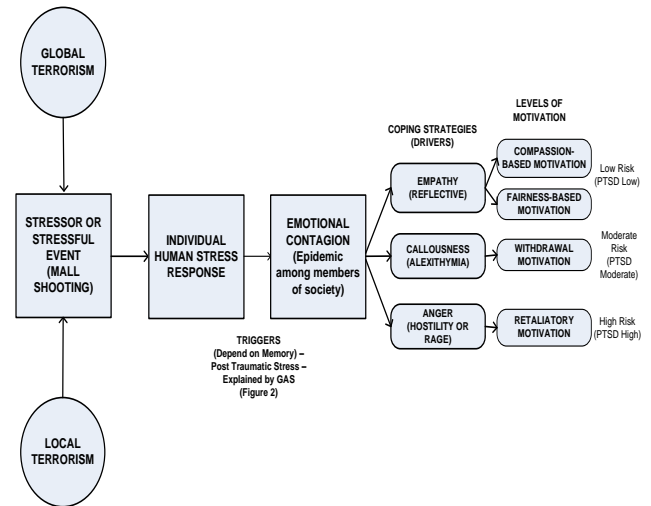 GLOBAL
TERRORISM
STRESSOR OR
STRESSFUL
EVENT
(MALL
SHOOTING)
LOCAL
TERRORISM
INDIVIDUAL
HUMAN STRESS
RESPONSE
TRIGGERS
(Depend on Memory) –
Post Traumatic Stress –
Explained by GAS
(Figure 2)
EMOTIONAL
CONTAGION
(Epidemic
among members
of society)
COPING STRATEGIES
(DRIVERS)
EMPATHY
(REFLECTIVE)
CALLOUSNESS
(ALEXITHYMIA)
ANGER
(HOSTILITY OR
RAGE)
LEVELS OF
MOTIVATION
COMPASSION-
BASED MOTIVATION
FAIRNESS-BASED
MOTIVATION
WITHDRAWAL
MOTIVATION
RETALIATORY
MOTIVATION
Low Risk
(PTSD Low)
Moderate
Risk
(PTSD
Moderate)
High Risk
(PTSD High)